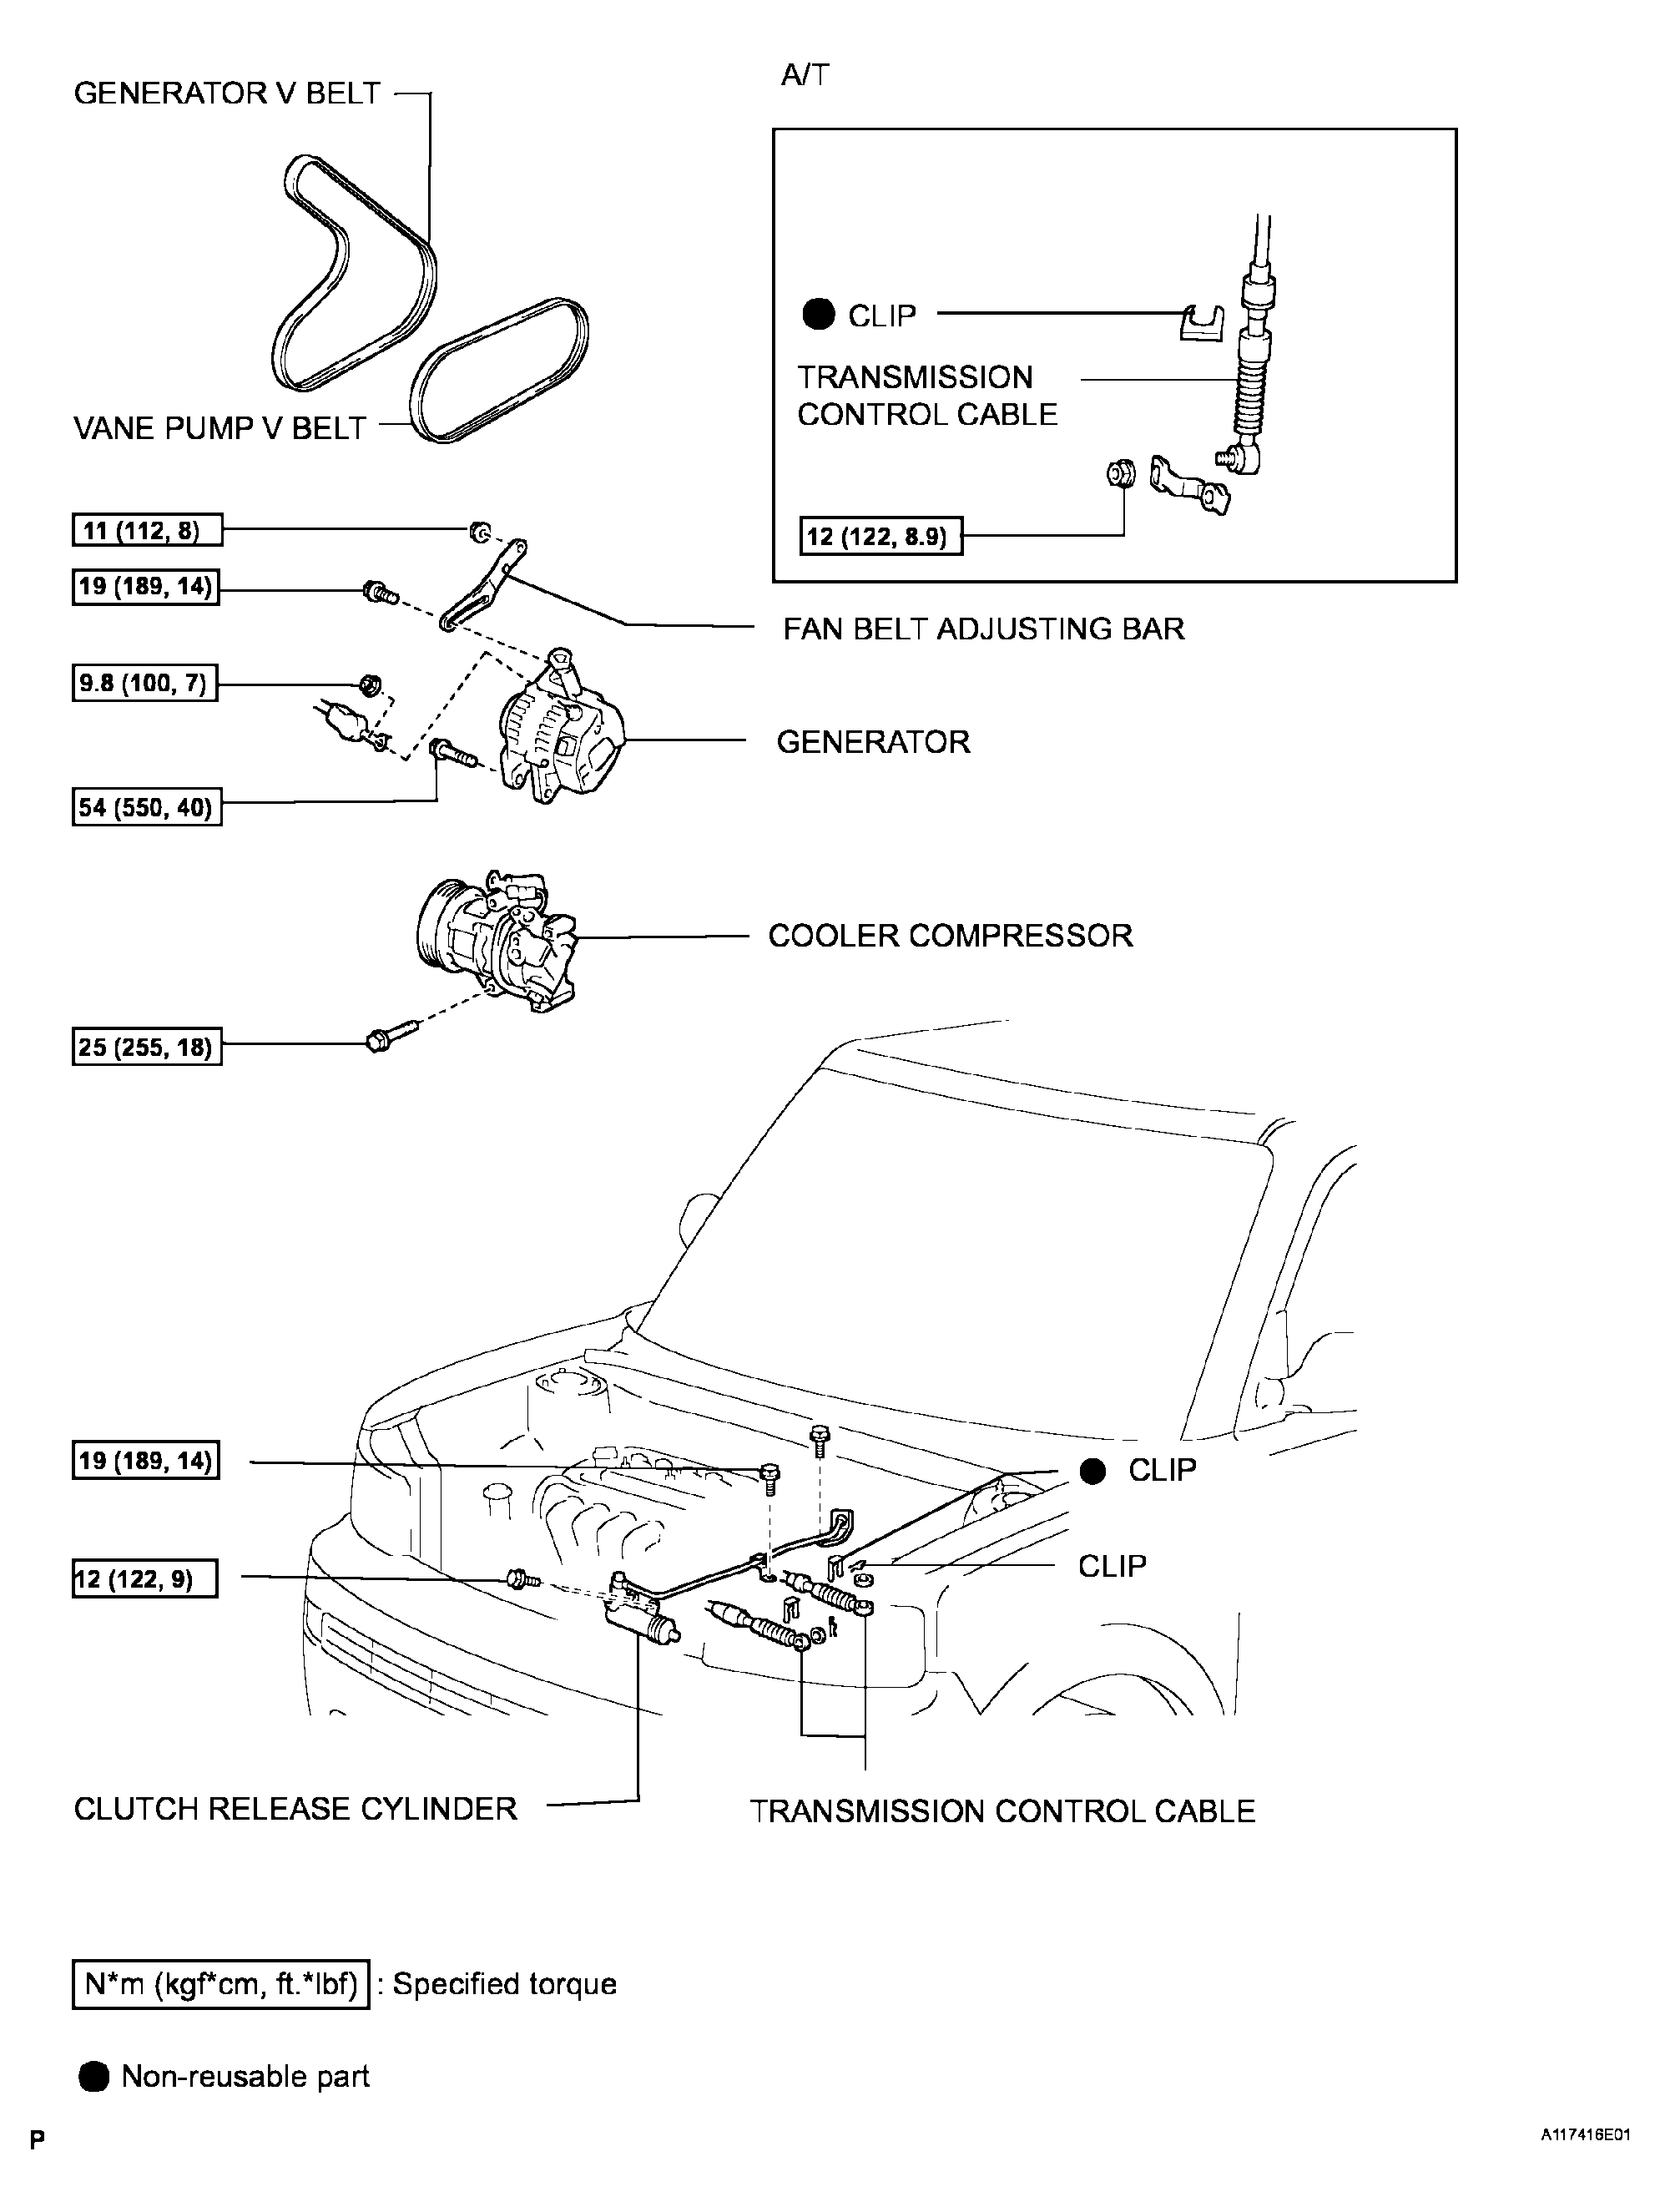 GENERATOR V BELT
VANE PUMP V BELT
A/T
CLIP
TRANSMISSION
CONTROL CABLE
12 (122, 8.9)
11 (112, 8)
19 (189, 14)
FAN BELT ADJUSTING BAR
9.8 (100, 7)
GENERATOR
54 (550, 40)
COOLER COMPRESSOR
25 (255, 18)
19 (189, 14)
CLIP
CLIP
12 (122, 9)
CLUTCH RELEASE CYLINDER
TRANSMISSION CONTROL CABLE
N*m (kgf*cm, ft.*lbf) : Specified torque
Non-reusable part
P
A117416E01